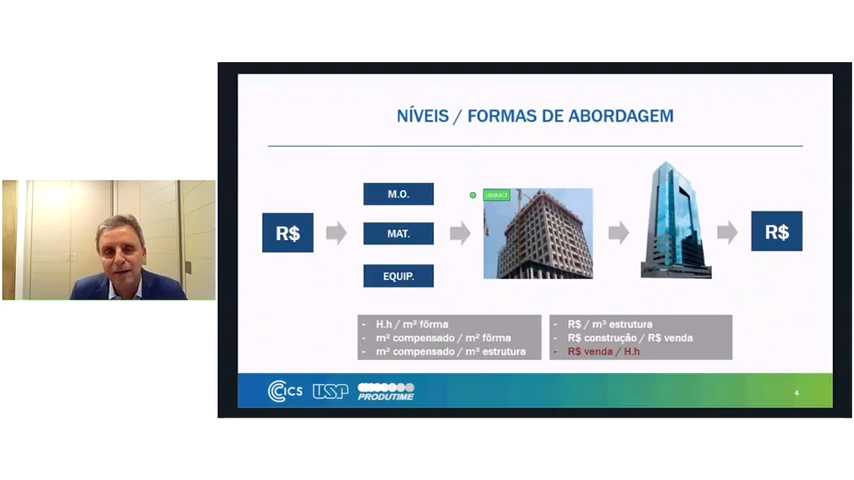 NÍVEIS / FORMAS DE ABORDAGEM
R$
M.O.
MAT.
EQUIP.
R$
- H.h / m² fôrma
- m² compensado / m² fôrma
- m² compensado / m³ estrutura
- R$ / m³ estrutura
- R$ construção / R$ venda
- R$ venda / H.h
CICS
USP
PRODUTIME
4